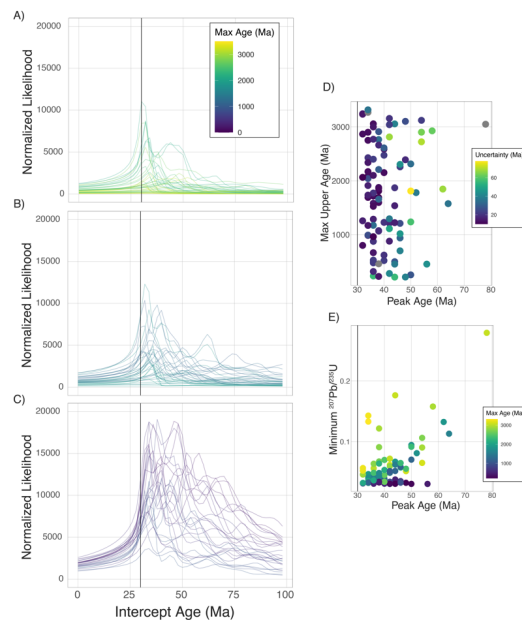 A)
20000
15000
10000
5000
0
Normalized Likelihood
Max Age (Ma)
3000
2000
1000
0
B)
20000
15000
10000
5000
0
Normalized Likelihood
C)
20000
15000
10000
5000
0
Normalized Likelihood
0 25 50 75 100
Intercept Age (Ma)
D)
3000
2000
1000
Max Upper Age (Ma)
30 40 50 60 70 80
Peak Age (Ma)
Uncertainty (Ma)
60
40
20
E)
0.2
0.1
Minimum ²⁰⁷Pb/²³⁵U
30 40 50 60 70 80
Peak Age (Ma)
Max Age (Ma)
3000
2000
1000